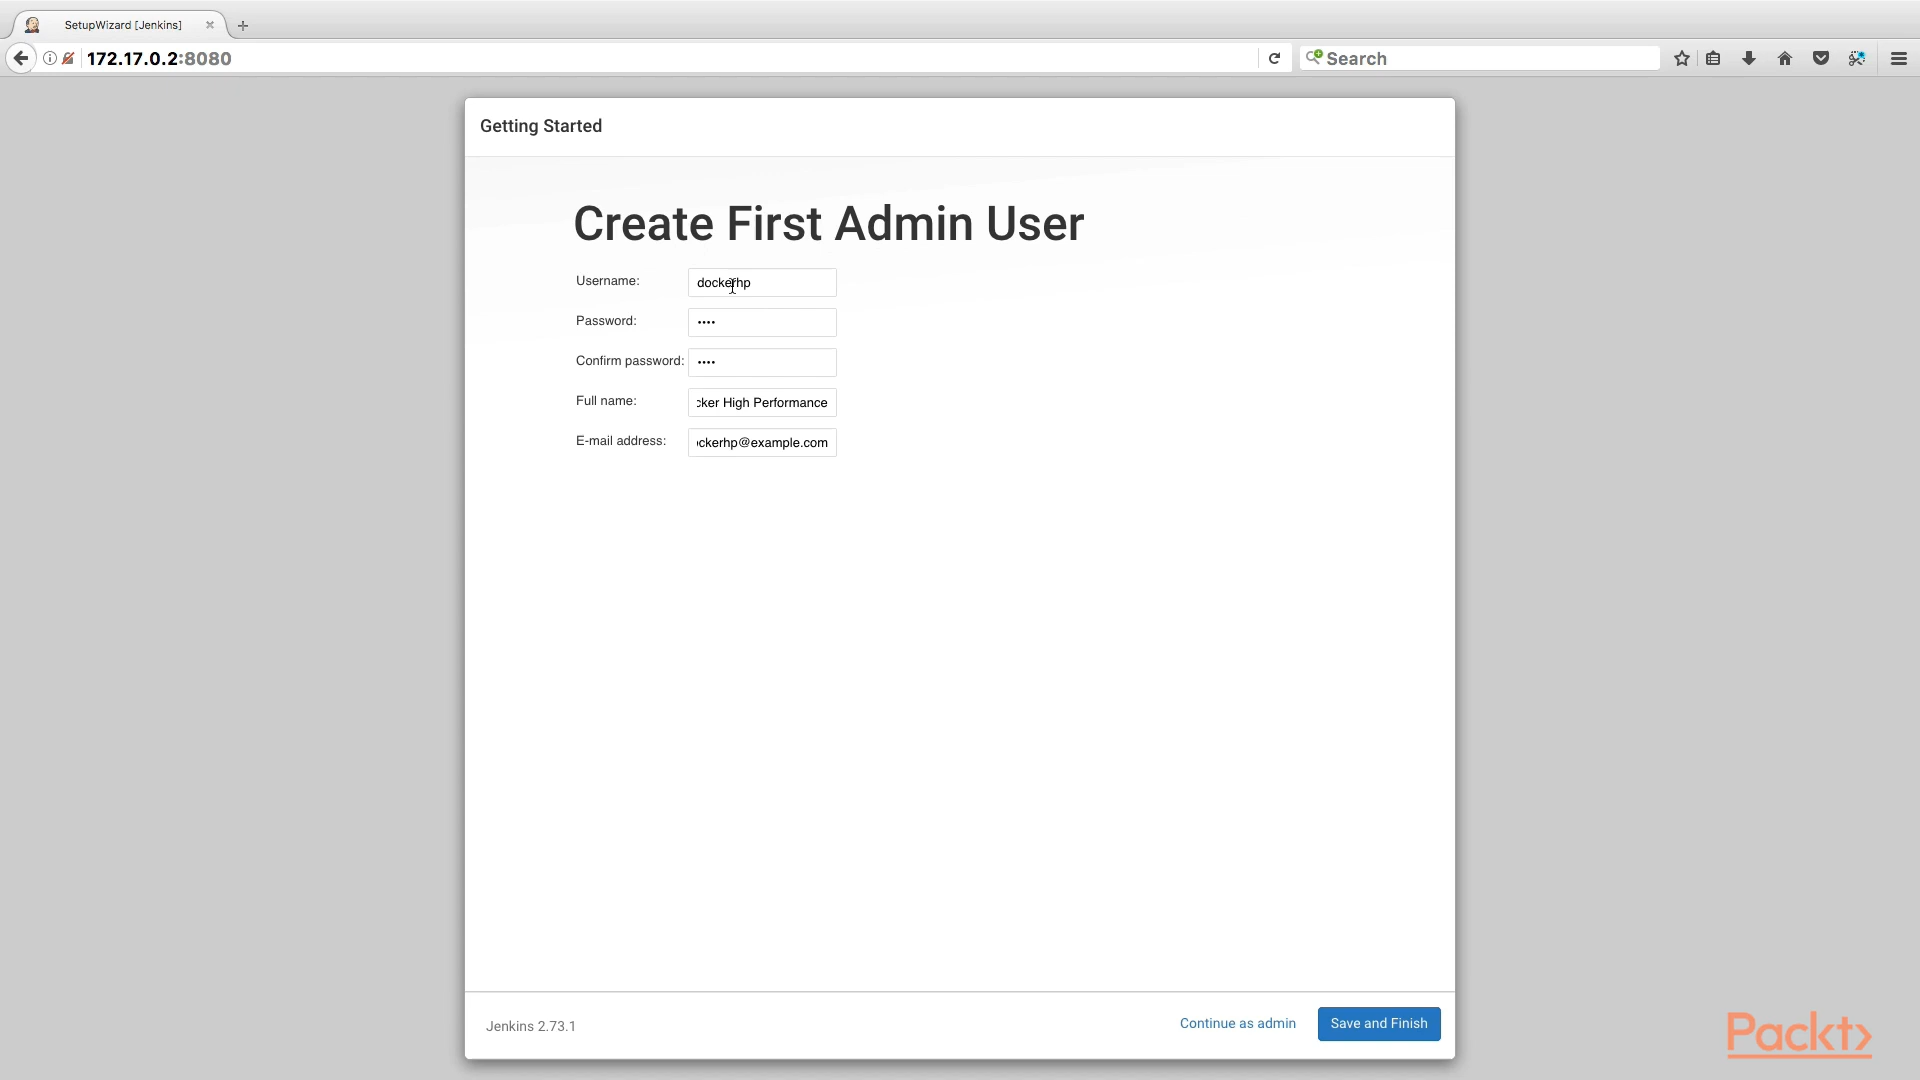 SetupWizard [Jenkins]
172.17.0.2:8080
Search
Getting Started
Create First Admin User
Username: dockerhp
Password: ••••
Confirm password: ••••
Full name: cker High Performance
E-mail address: ockerhp@example.com
Jenkins 2.73.1
Continue as admin
Save and Finish
Packt>